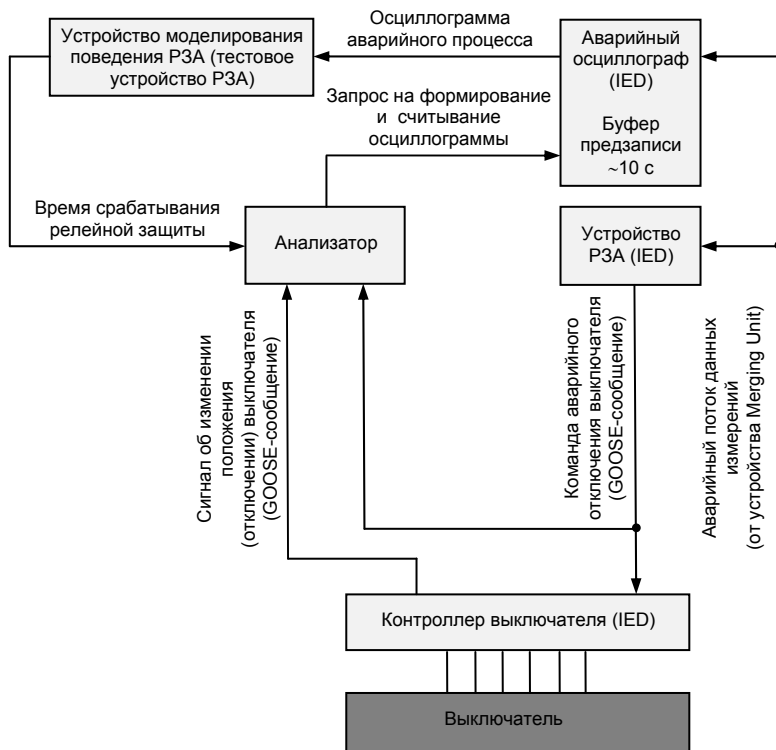 Устройство моделирования
поведения РЗА (тестовое
устройство РЗА)
Осциллограмма
аварийного процесса
Аварийный
осциллограф
(IED)
Буфер
предзаписи
~10 с
Запрос на формирование
и считывание
осциллограммы
Время срабатывания
релейной защиты
Анализатор
Устройство
РЗА (IED)
Сигнал об изменении
положения
(отключении) выключателя
(GOOSE-сообщение)
Команда аварийного
отключения выключателя
(GOOSE-сообщение)
Аварийный поток данных
измерений
(от устройства Merging Unit)
Контроллер выключателя (IED)
Выключатель